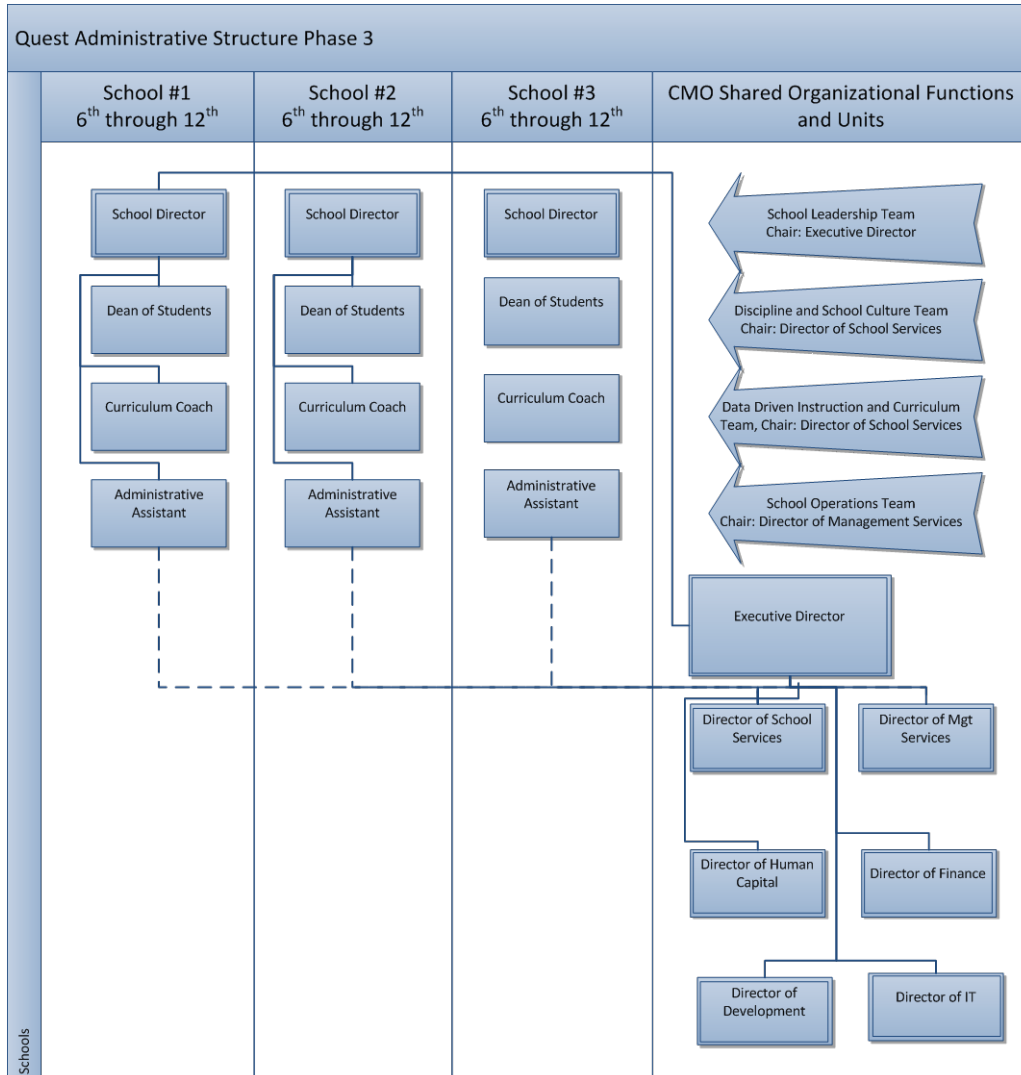 Quest Administrative Structure Phase 3
School #1
6th through 12th
School #2
6th through 12th
School #3
6th through 12th
CMO Shared Organizational Functions
and Units
School Director
School Director
School Director
School Leadership Team
Chair: Executive Director
Dean of Students
Dean of Students
Dean of Students
Discipline and School Culture Team
Chair: Director of School Services
Curriculum Coach
Curriculum Coach
Curriculum Coach
Data Driven Instruction and Curriculum
Team, Chair: Director of School Services
Administrative
Assistant
Administrative
Assistant
Administrative
Assistant
School Operations Team
Chair: Director of Management Services
Executive Director
Director of School
Services
Director of Mgt
Services
Director of Human
Capital
Director of Finance
Director of
Development
Director of IT
Schools